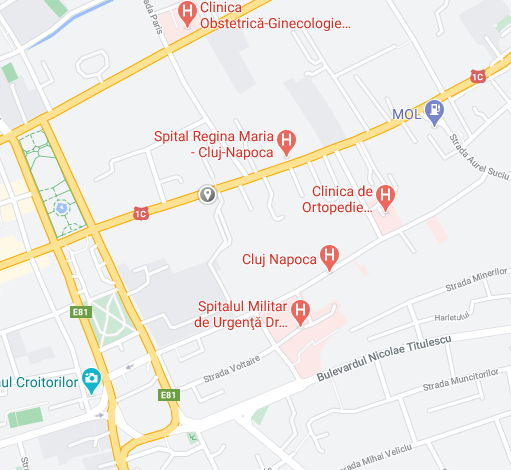 Strada Paris
H
Clinica
Obstetrică-Ginecologie...
1C
MOL
Spital Regina Maria
- Cluj-Napoca
H
Strada Aurel Suciu
Clinica de
Ortopedie...
H
1C
Cluj Napoca
H
Strada Minerilor
E81
Spitalul Militar
de Urgență Dr...
H
Harletului
Bulevardul Nicolae Titulescu
Strada Voltaire
nul Croitorilor
Strada Muncitorilor
E81
Strada Mihai Veliciu